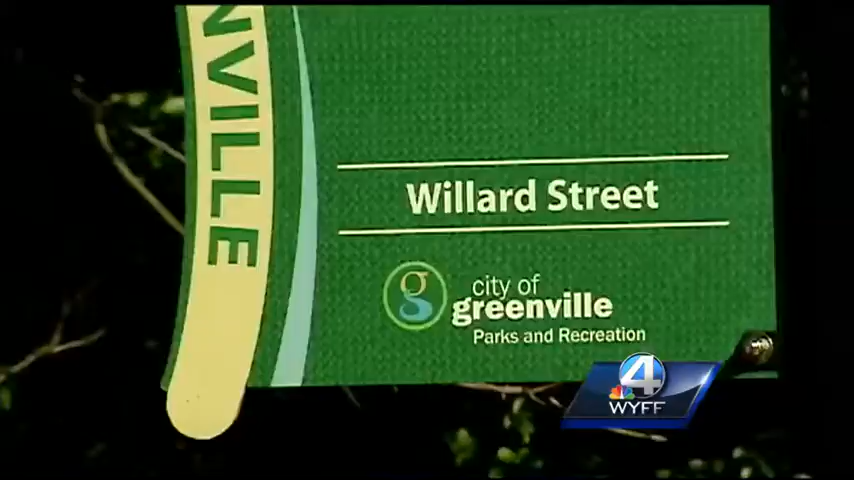 NVILLE
Willard Street
g
city of
greenville
Parks and Recreation
4
WYFF